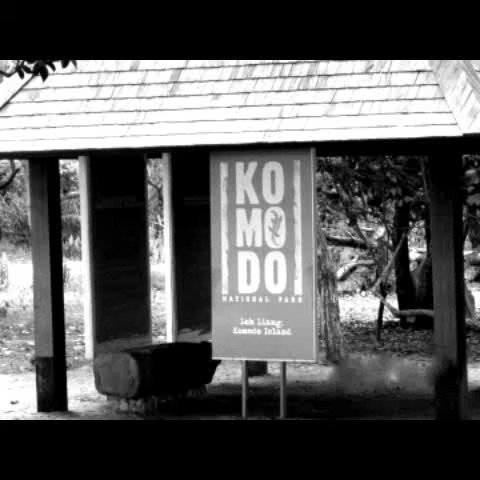 KO
MO
DO
NATIONAL PARK
Loh Liang;
Komodo Island